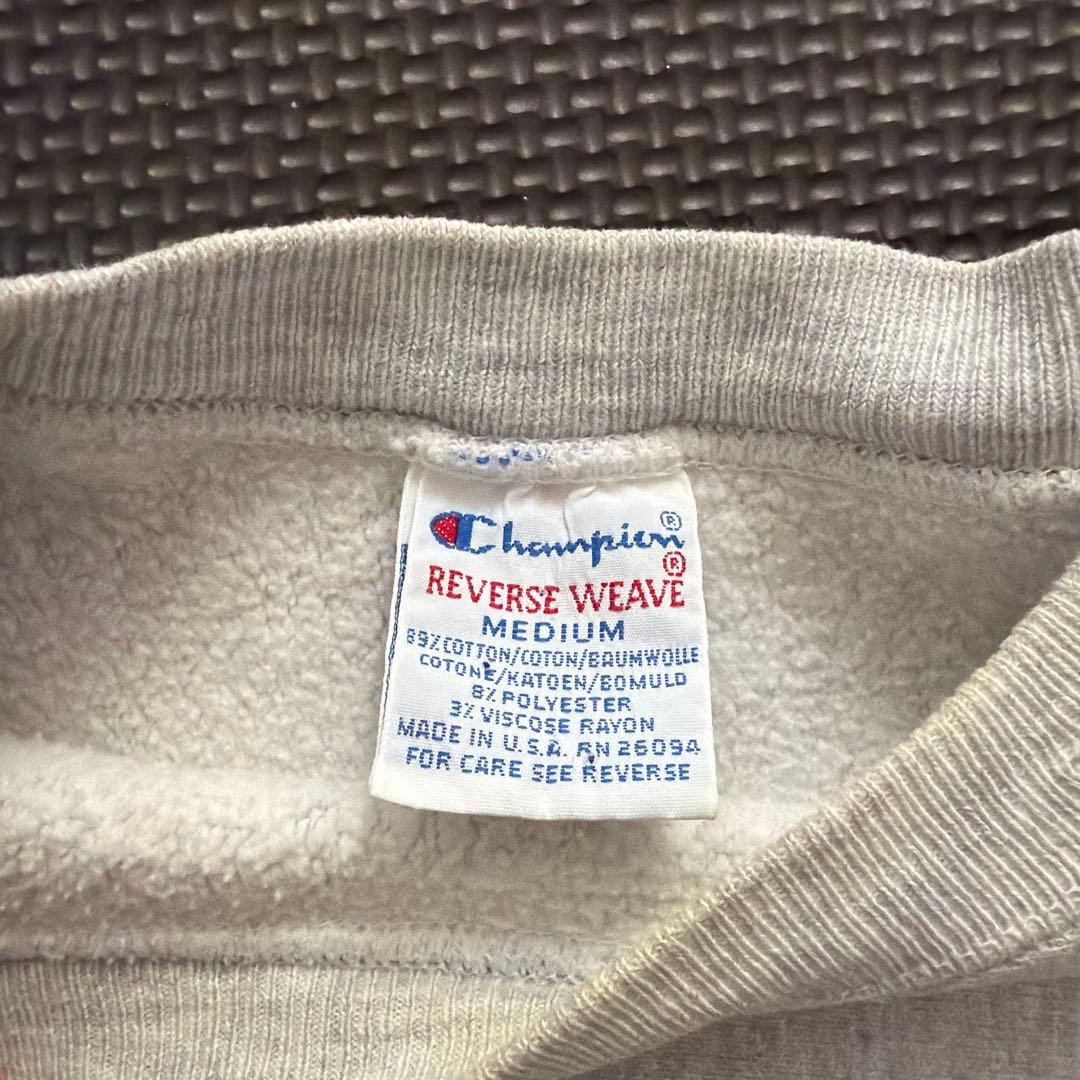 Champion®
REVERSE WEAVE®
MEDIUM
89% COTTON/COTON/BAUMWOLLE
COTONE/KATOEN/BOMULD
8% POLYESTER
3% VISCOSE RAYON
MADE IN U.S.A. RN 26094
FOR CARE SEE REVERSE